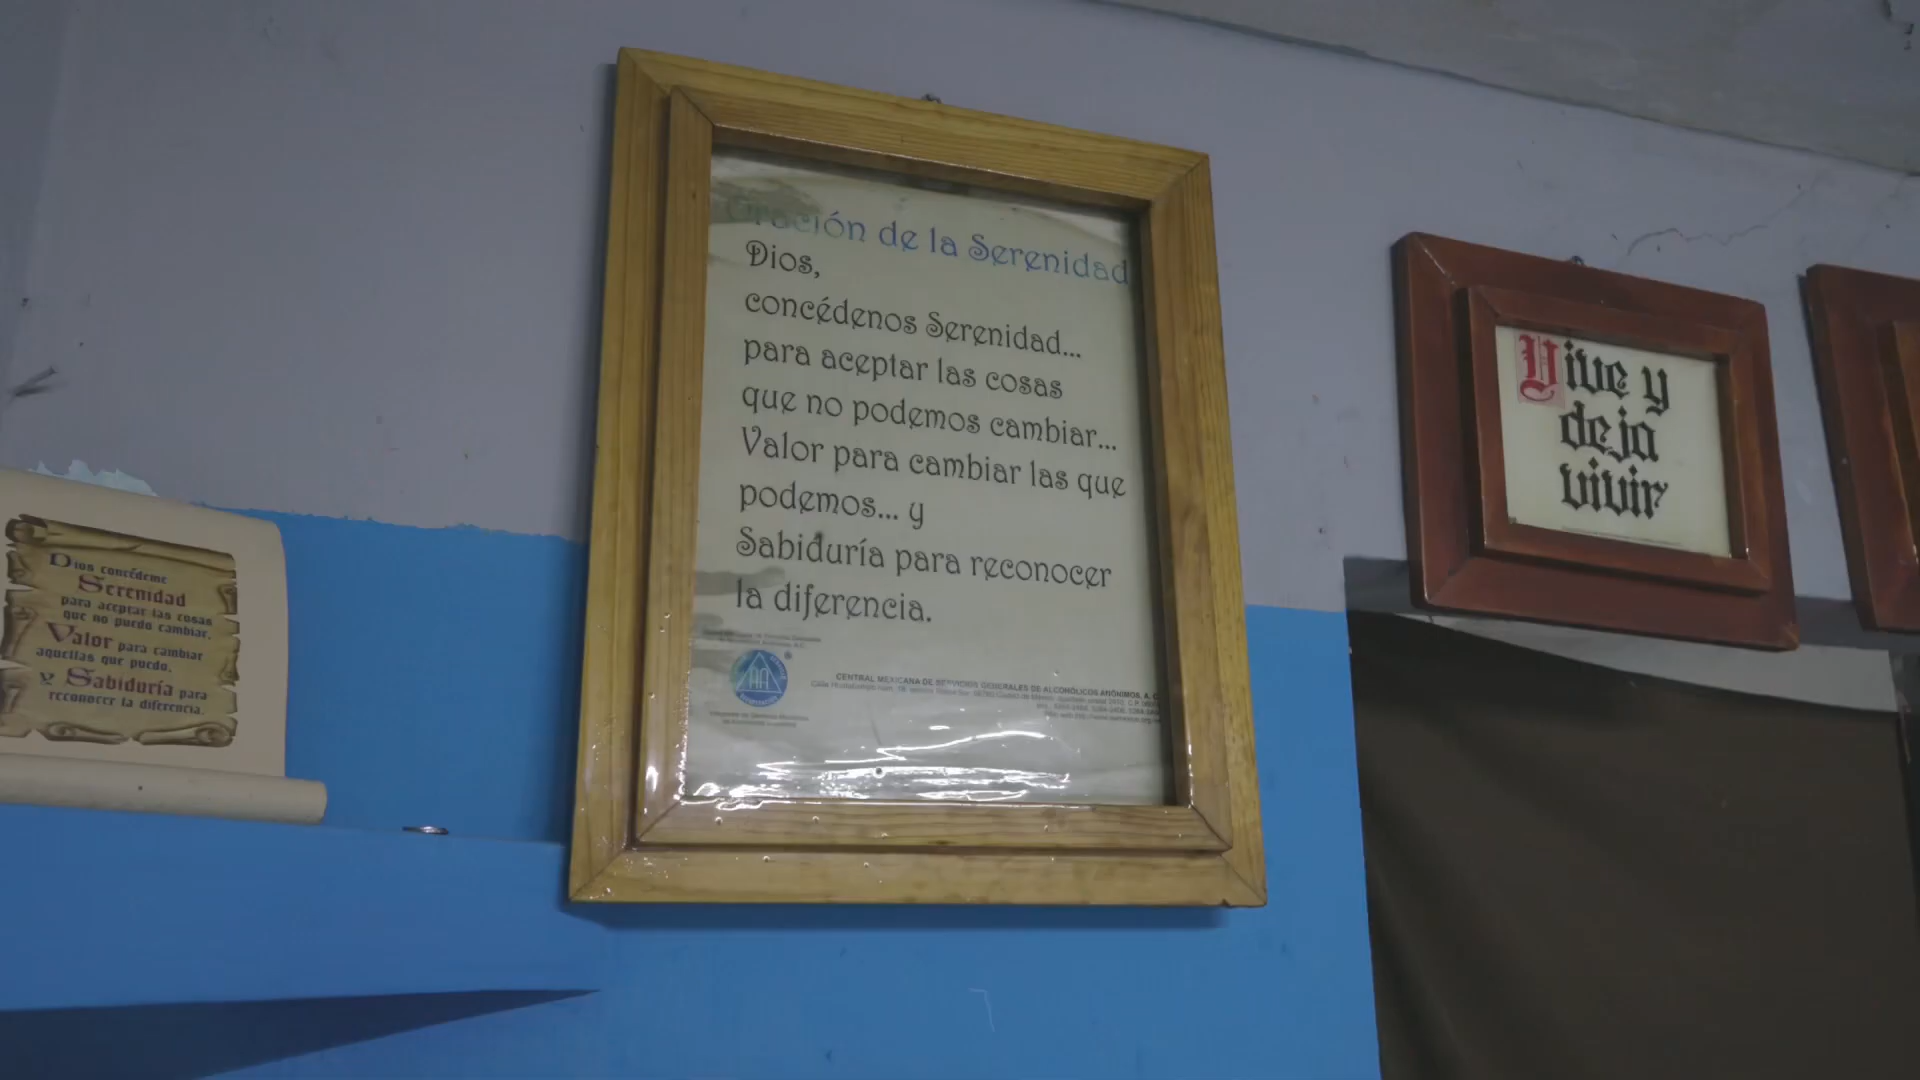 Dios concédeme
Serenidad
para aceptar las cosas
que no puedo cambiar,
Valor para cambiar
aquellas que puedo,
y Sabiduría para
reconocer la diferencia.
Oración de la Serenidad
Dios,
concédenos Serenidad...
para aceptar las cosas
que no podemos cambiar...
Valor para cambiar las que
podemos... y
Sabiduría para reconocer
la diferencia.
AA
CENTRAL MEXICANA DE SERVICIOS GENERALES DE ALCOHÓLICOS ANÓNIMOS, A. C.
Vive y
deja
vivir